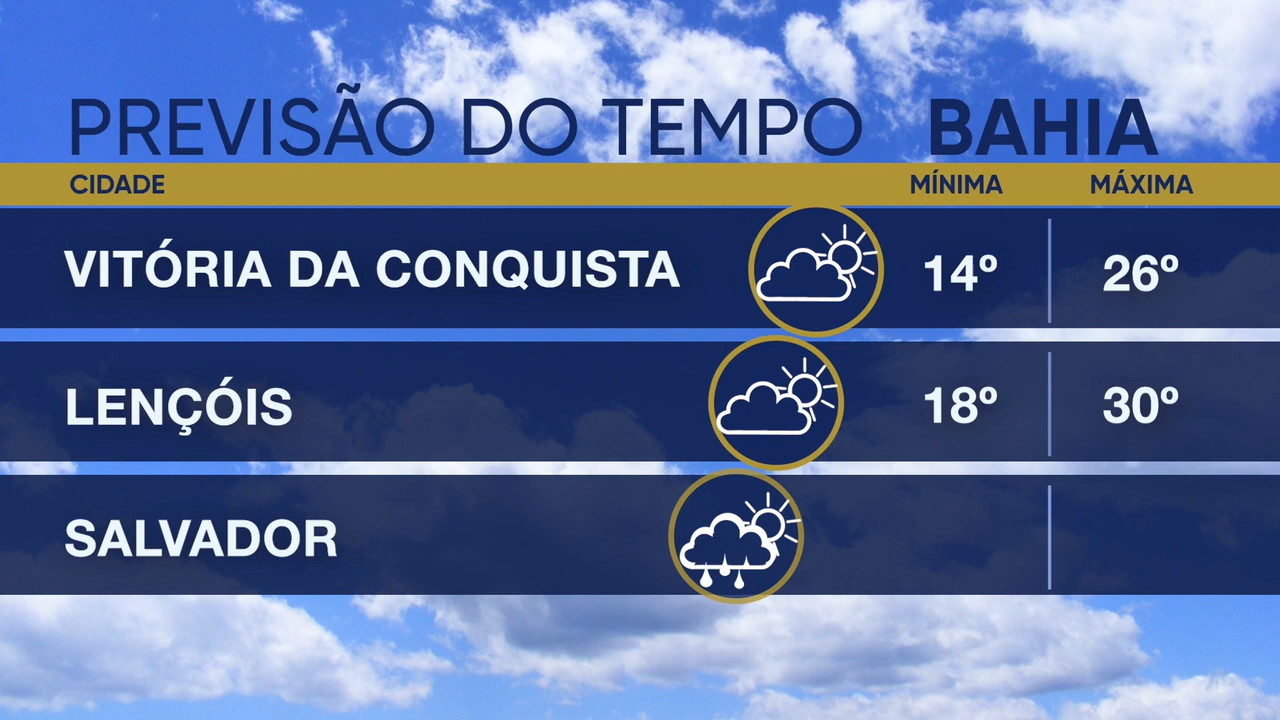 PREVISÃO DO TEMPO BAHIA
CIDADE MÍNIMA MÁXIMA
VITÓRIA DA CONQUISTA 14º 26º
LENÇÓIS 18º 30º
SALVADOR